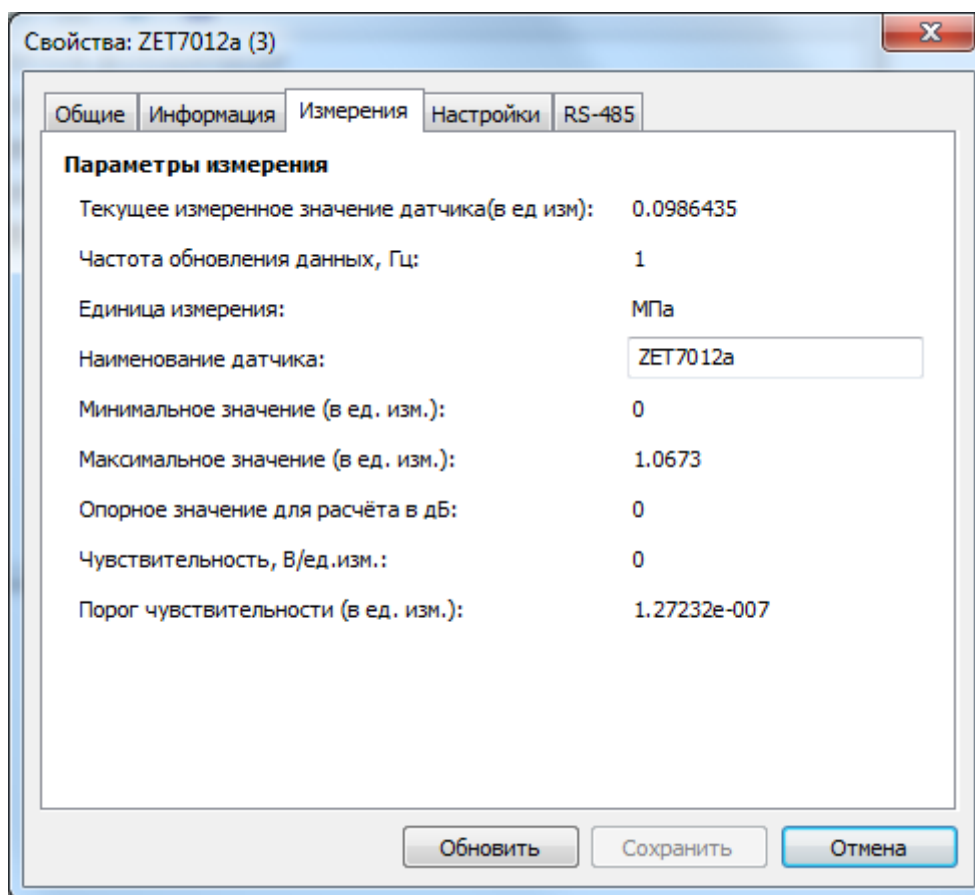 Свойства: ZET7012a (3)
Общие Информация Измерения Настройки RS-485
Параметры измерения
Текущее измеренное значение датчика(в ед изм): 0.0986435
Частота обновления данных, Гц: 1
Единица измерения: МПа
Наименование датчика: ZET7012a
Минимальное значение (в ед. изм.): 0
Максимальное значение (в ед. изм.): 1.0673
Опорное значение для расчёта в дБ: 0
Чувствительность, В/ед.изм.: 0
Порог чувствительности (в ед. изм.): 1.27232e-007
Обновить Сохранить Отмена